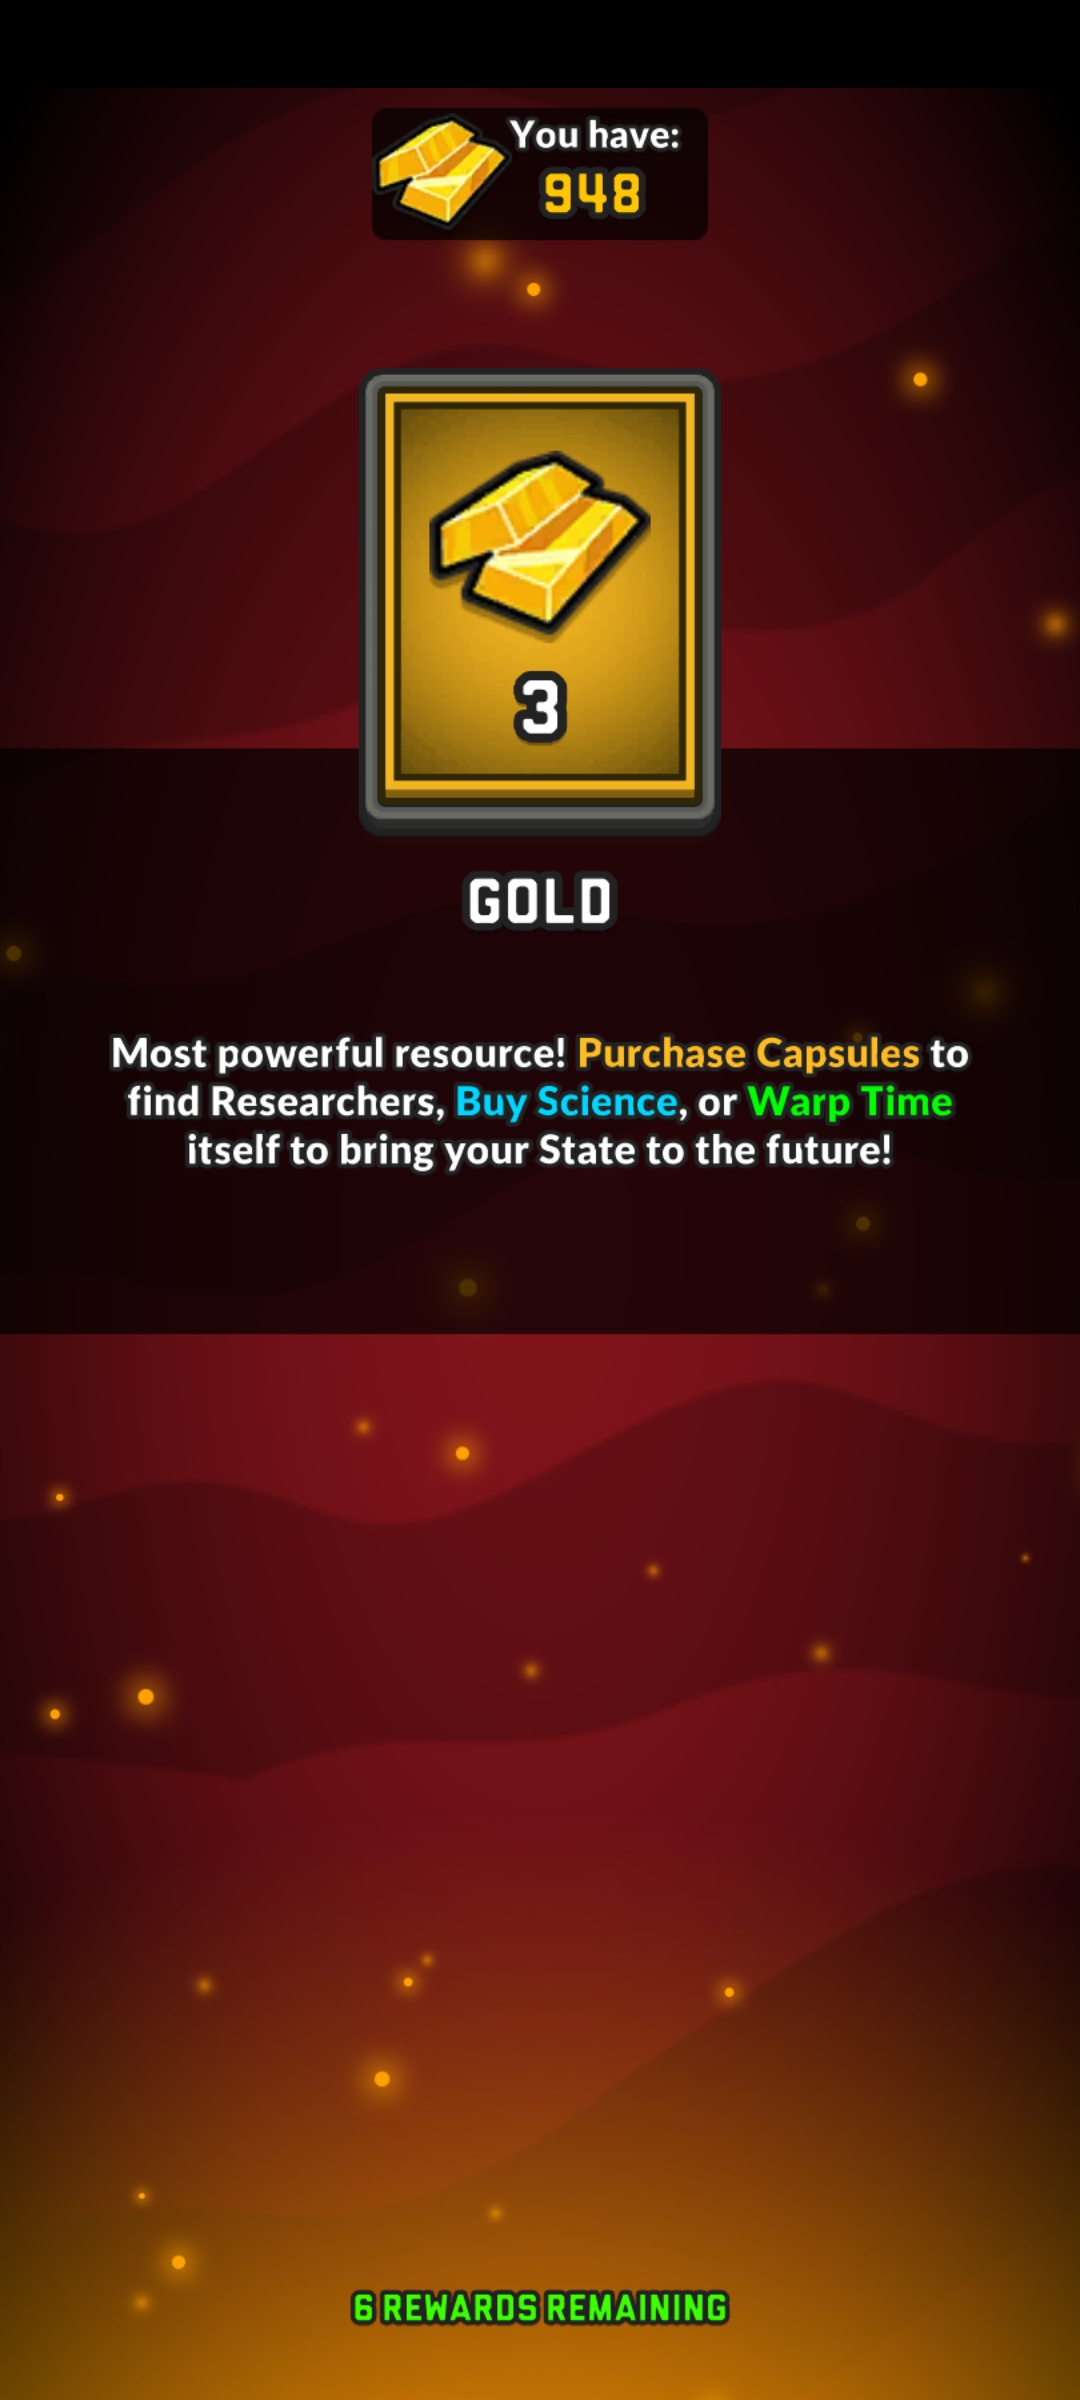 You have:
948
3
GOLD
Most powerful resource! Purchase Capsules to
find Researchers, Buy Science, or Warp Time
itself to bring your State to the future!
6 REWARDS REMAINING